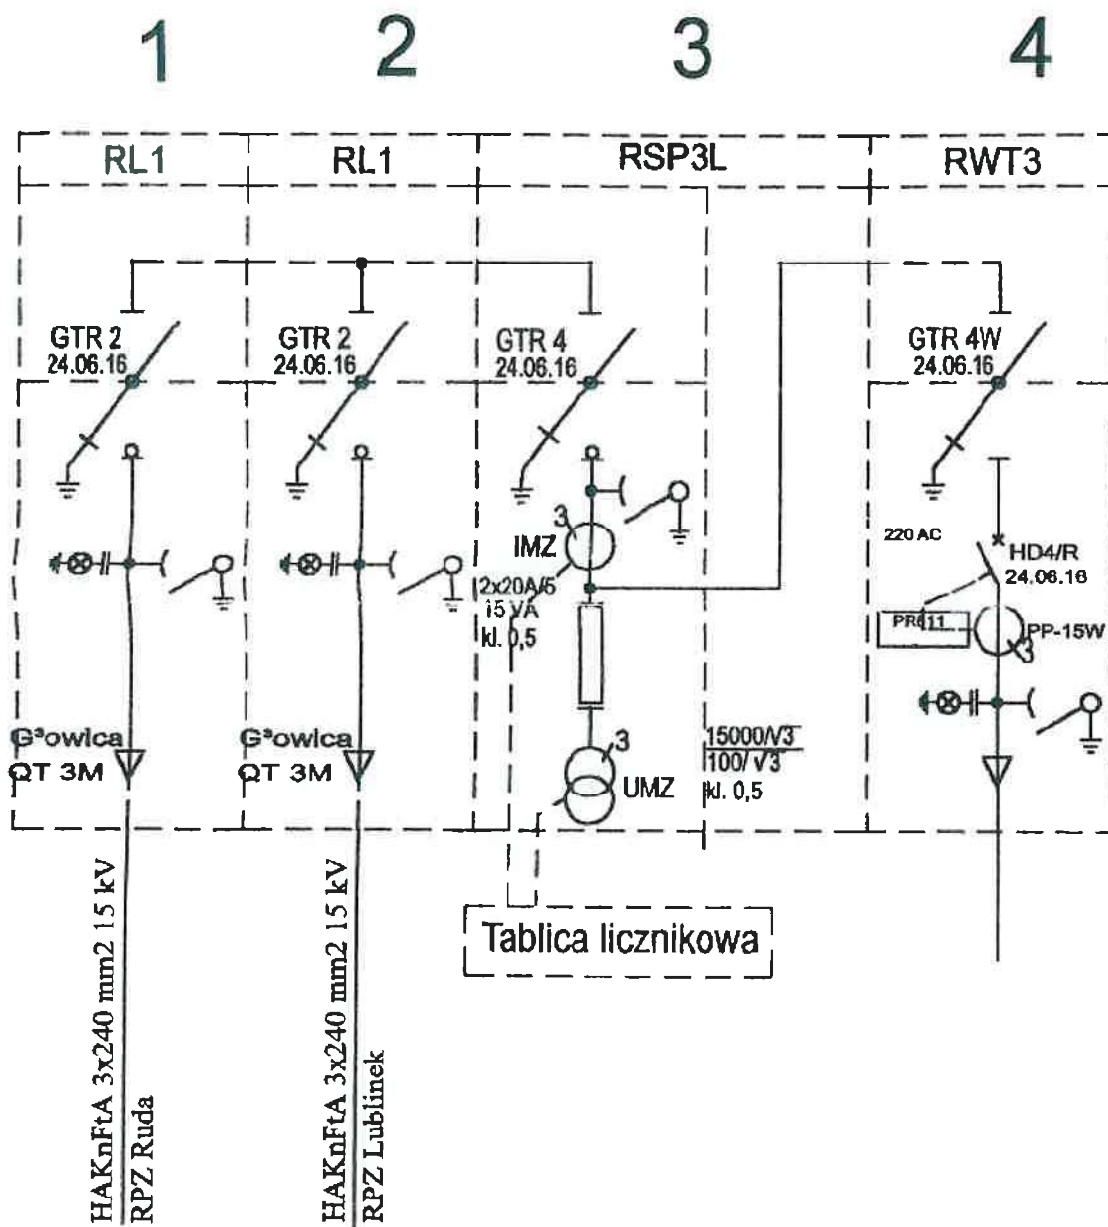 1
2
3
4
RL1
RL1
RSP3L
RWT3
GTR 2
24.06.16
GTR 2
24.06.16
GTR 4
24.06.16
GTR 4W
24.06.16
3
IMZ
2x20A/5
15 VA
kl. 0,5
220 AC
HD4/R
24.06.16
PR611
PP-15W
3
G³owica
QT 3M
G³owica
QT 3M
3
UMZ
15000/√3
100/√3
kl. 0,5
Tablica licznikowa
HAKnFtA 3x240 mm2 15 kV
RPZ Ruda
HAKnFtA 3x240 mm2 15 kV
RPZ Lublinek